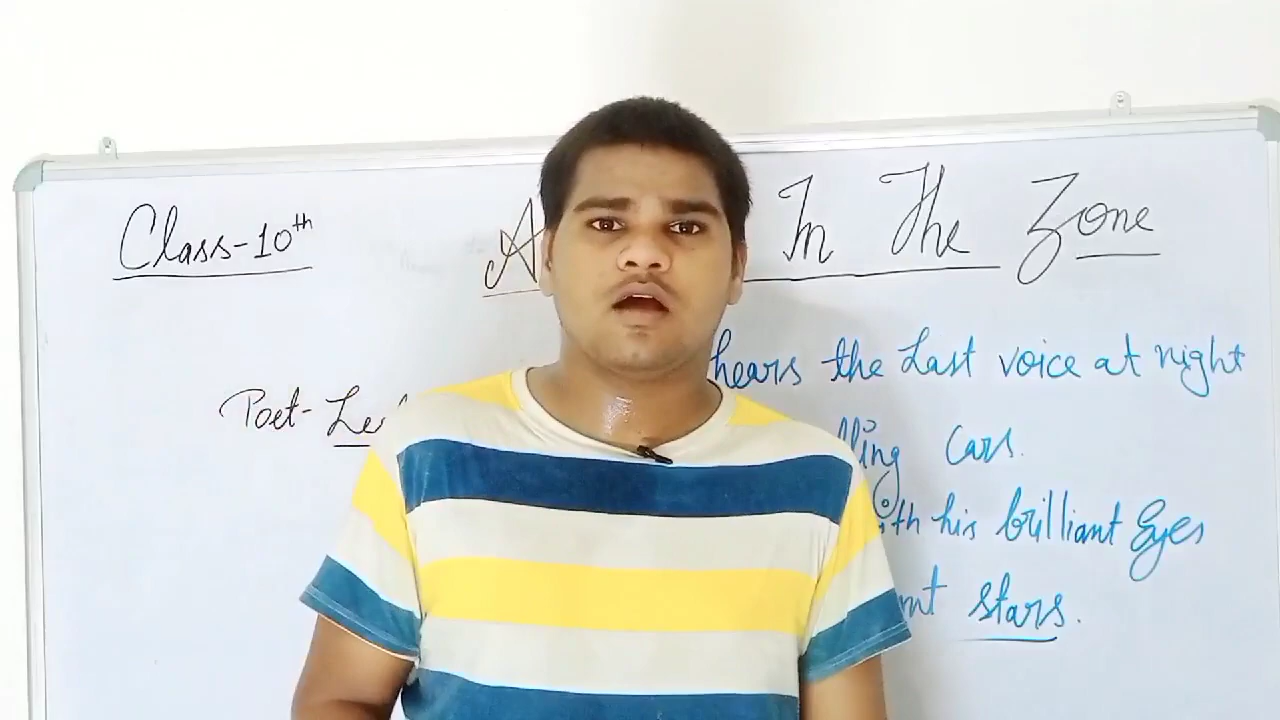 Class-10th
A In The Zone
hears the Last voice at night
Poet- Le
lling cars.
ith his brilliant Eyes
nt stars.